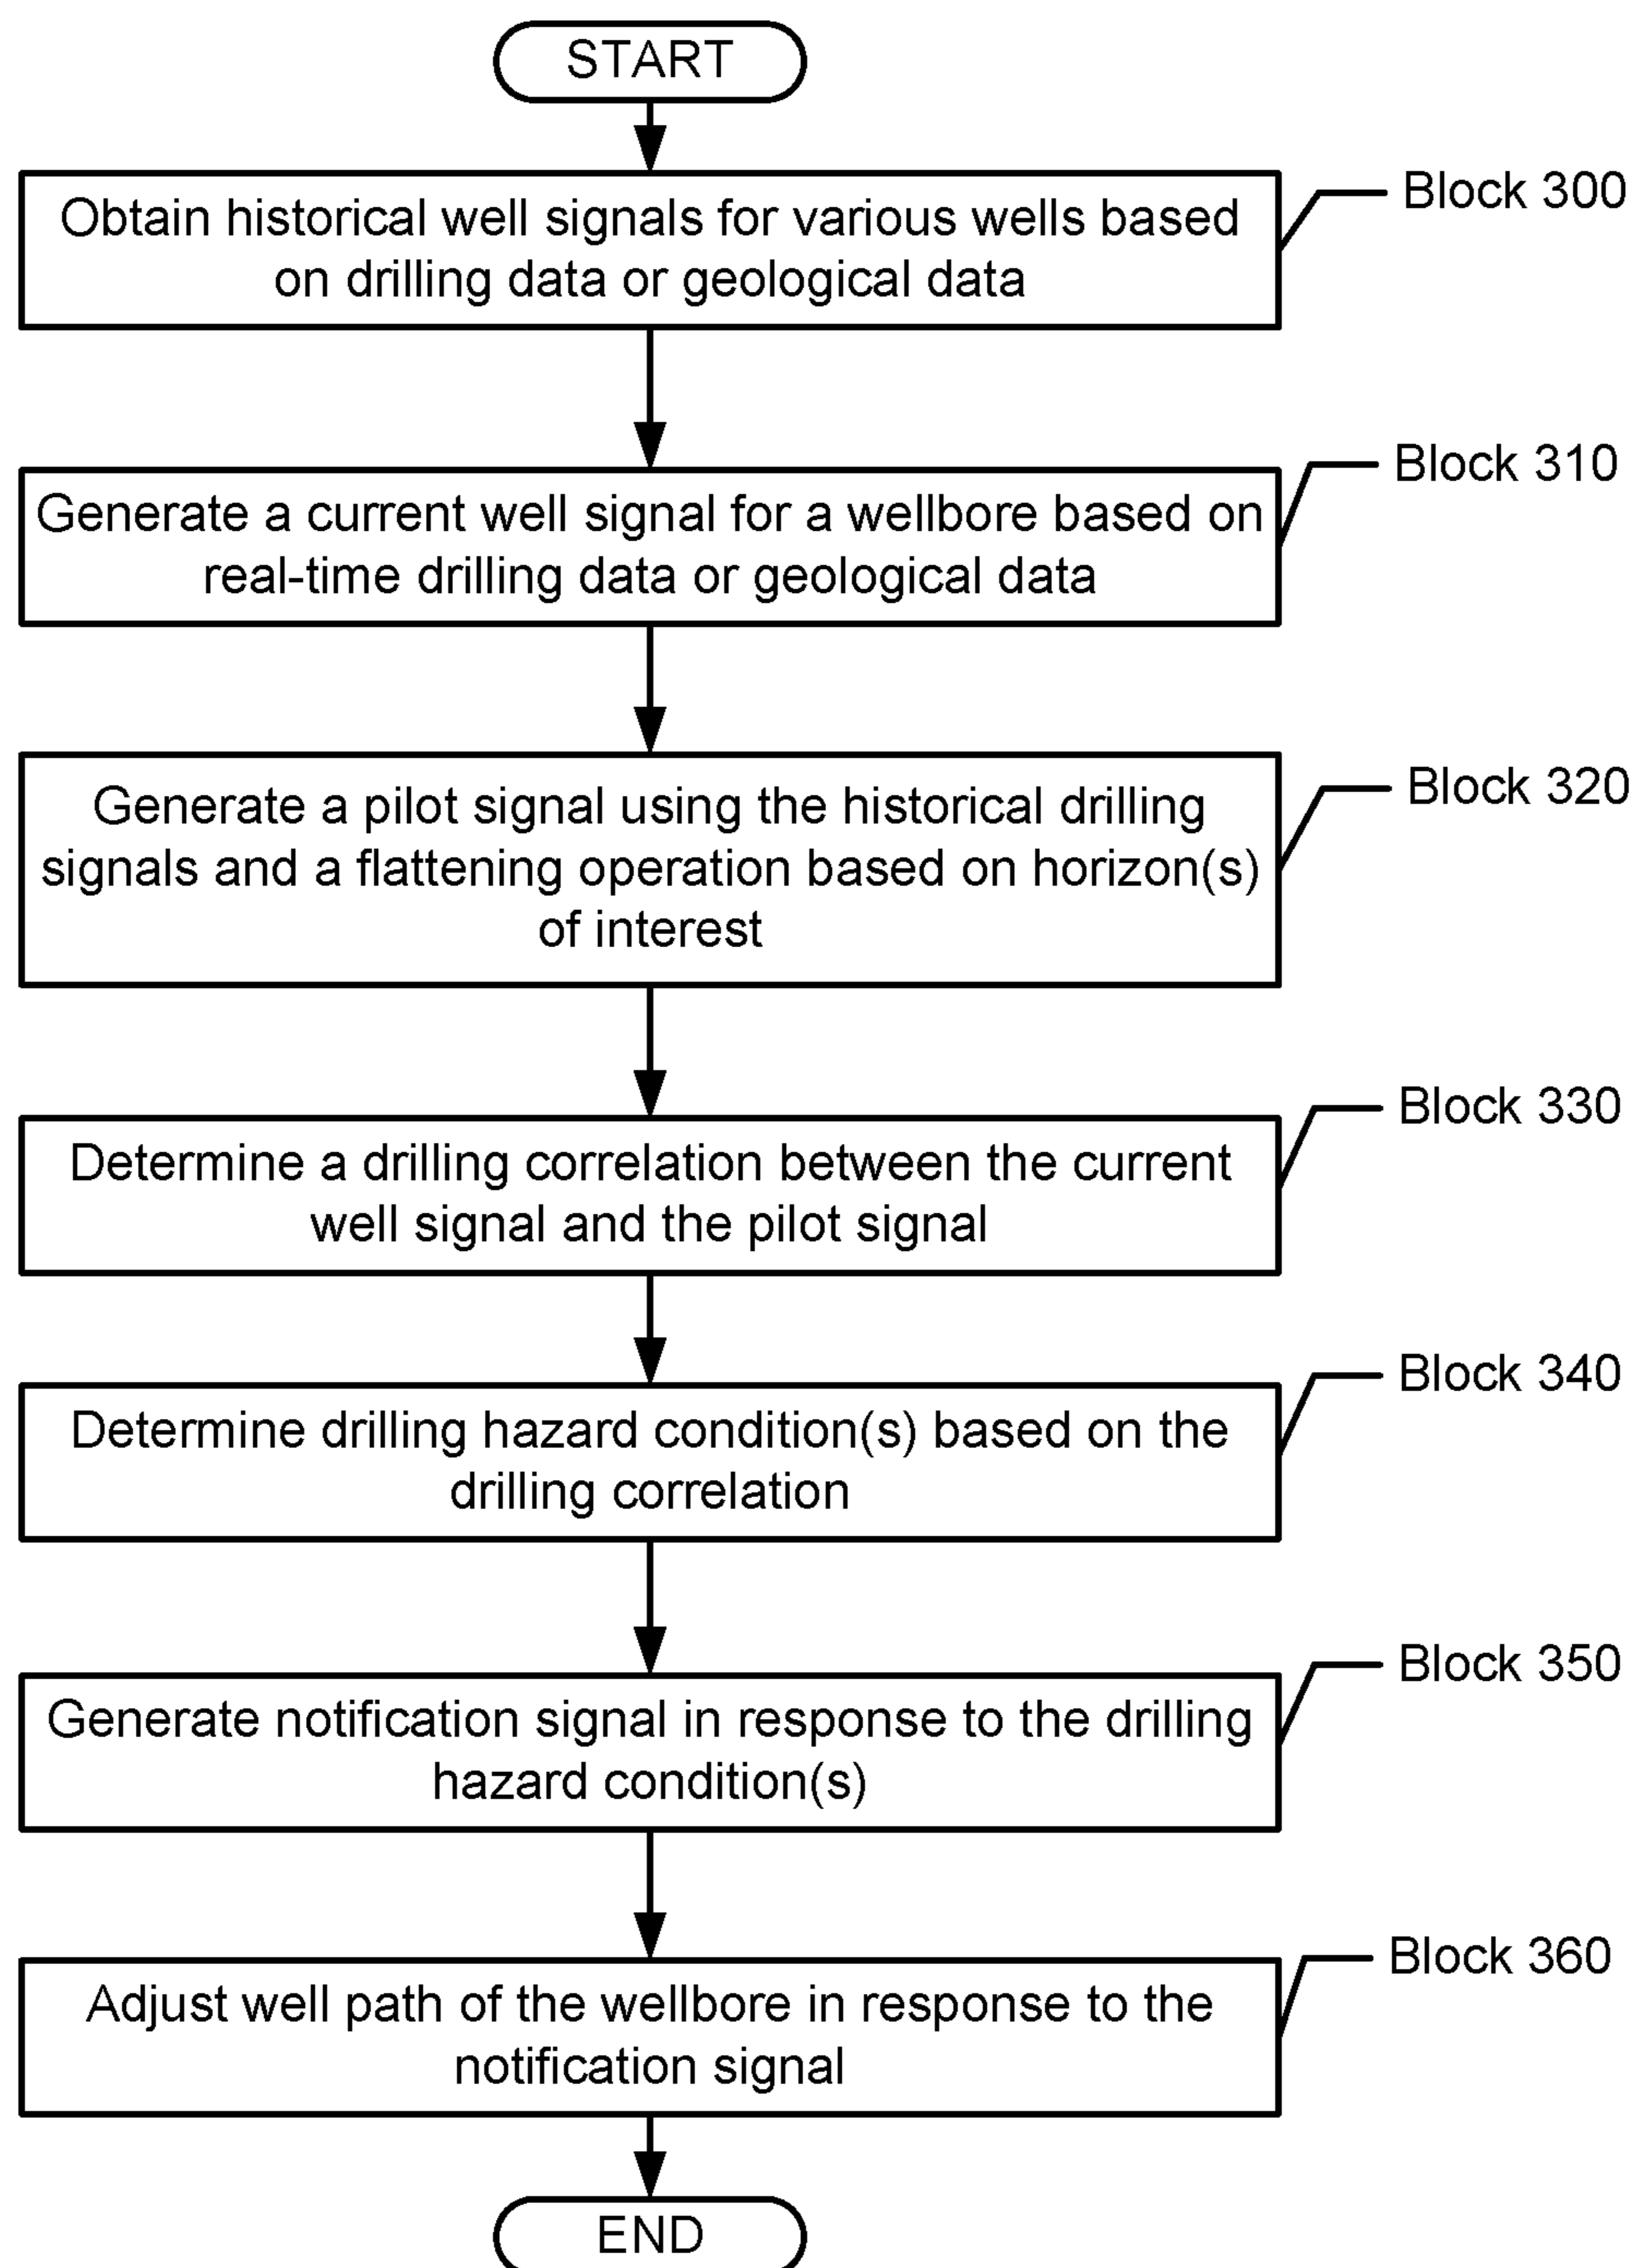 START
Block 300
Obtain historical well signals for various wells based
on drilling data or geological data
Block 310
Generate a current well signal for a wellbore based on
real-time drilling data or geological data
Block 320
Generate a pilot signal using the historical drilling
signals and a flattening operation based on horizon(s)
of interest
Block 330
Determine a drilling correlation between the current
well signal and the pilot signal
Block 340
Determine drilling hazard condition(s) based on the
drilling correlation
Block 350
Generate notification signal in response to the drilling
hazard condition(s)
Block 360
Adjust well path of the wellbore in response to the
notification signal
END